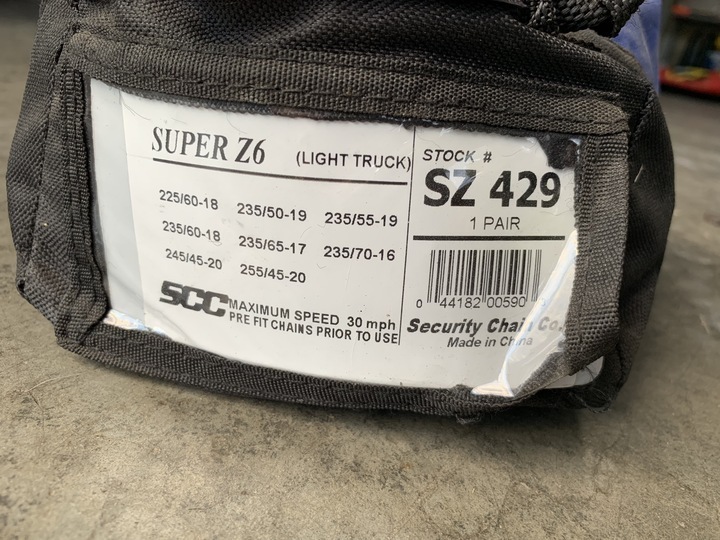 SUPER Z6 (LIGHT TRUCK)
225/60-18 235/50-19 235/55-19
235/60-18 235/65-17 235/70-16
245/45-20 255/45-20
SCC MAXIMUM SPEED 30 mph
PRE FIT CHAINS PRIOR TO USE
STOCK #
SZ 429
1 PAIR
0 44182 00590
Security Chain Co.
Made in China